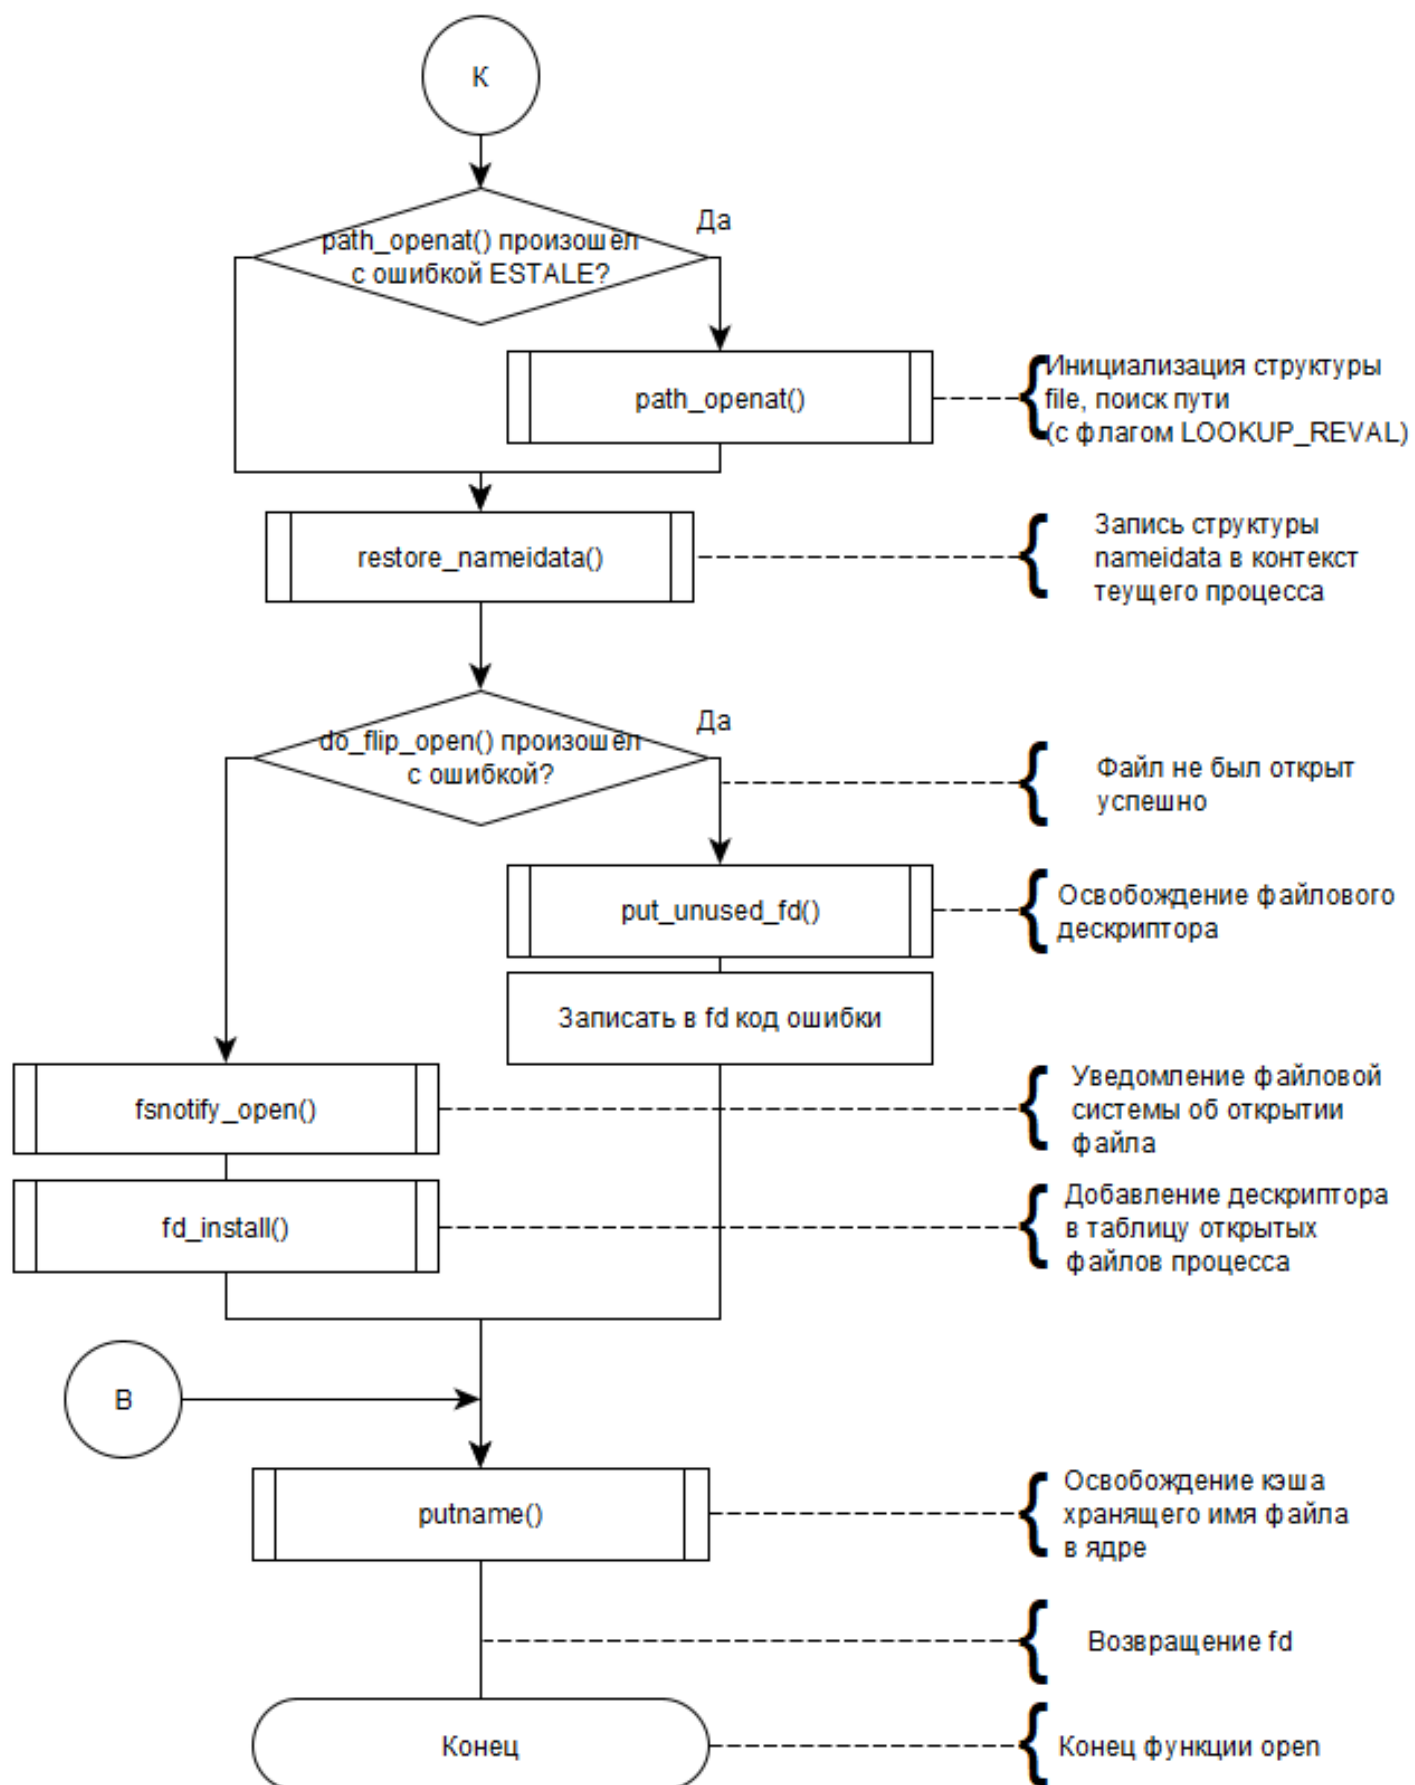 К
Да
path_openat() произошел
с ошибкой ESTALE?
path_openat()
Инициализация структуры
file, поиск пути
(с флагом LOOKUP_REVAL)
restore_nameidata()
Запись структуры
nameidata в контекст
теущего процесса
Да
do_flip_open() произошел
с ошибкой?
Файл не был открыт
успешно
put_unused_fd()
Освобождение файлового
дескриптора
Записать в fd код ошибки
fsnotify_open()
Уведомление файловой
системы об открытии
файла
fd_install()
Добавление дескриптора
в таблицу открытых
файлов процесса
В
putname()
Освобождение кэша
хранящего имя файла
в ядре
Возвращение fd
Конец
Конец функции open